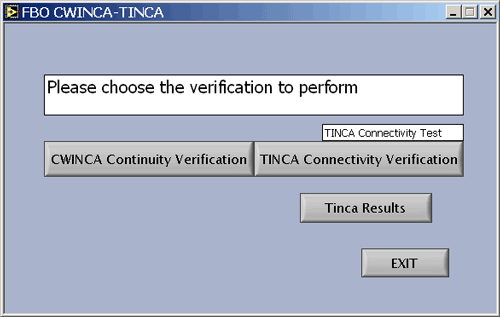 FBO CWINCA-TINCA
Please choose the verification to perform
TINCA Connectivity Test
CWINCA Continuity Verification TINCA Connectivity Verification
Tinca Results
EXIT